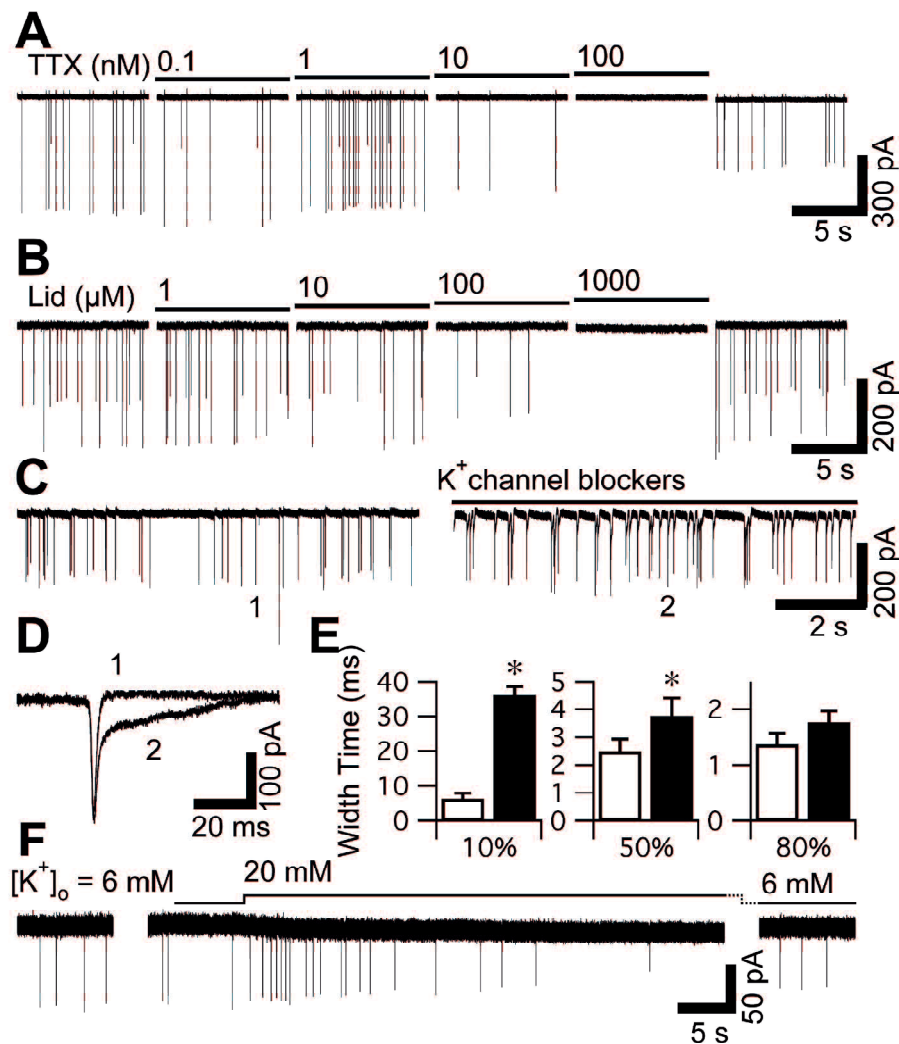 A
TTX (nM) 0.1 1 10 100
300 pA
5 s
B
Lid (µM) 1 10 100 1000
200 pA
5 s
C
K+ channel blockers
1
2
200 pA
2 s
D
1
2
100 pA
20 ms
E
Width Time (ms)
40
30
20
10
0
*
10%
5
4
3
2
1
0
*
50%
2
1
0
80%
F
[K+]o = 6 mM 20 mM 6 mM
50 pA
5 s